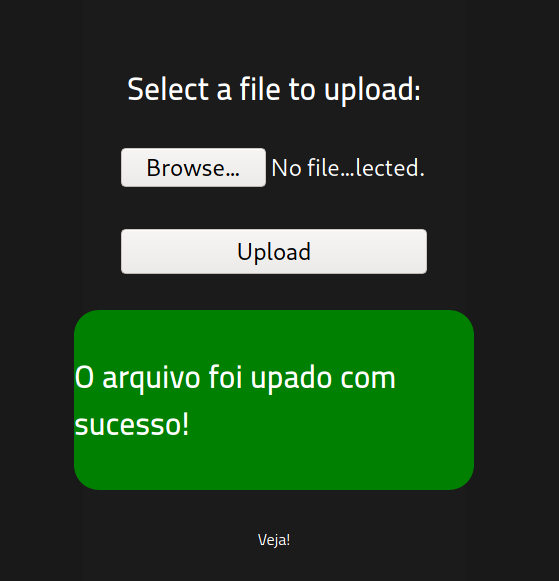 Select a file to upload:
Browse... No file...lected.
Upload
O arquivo foi upado com
sucesso!
Veja!